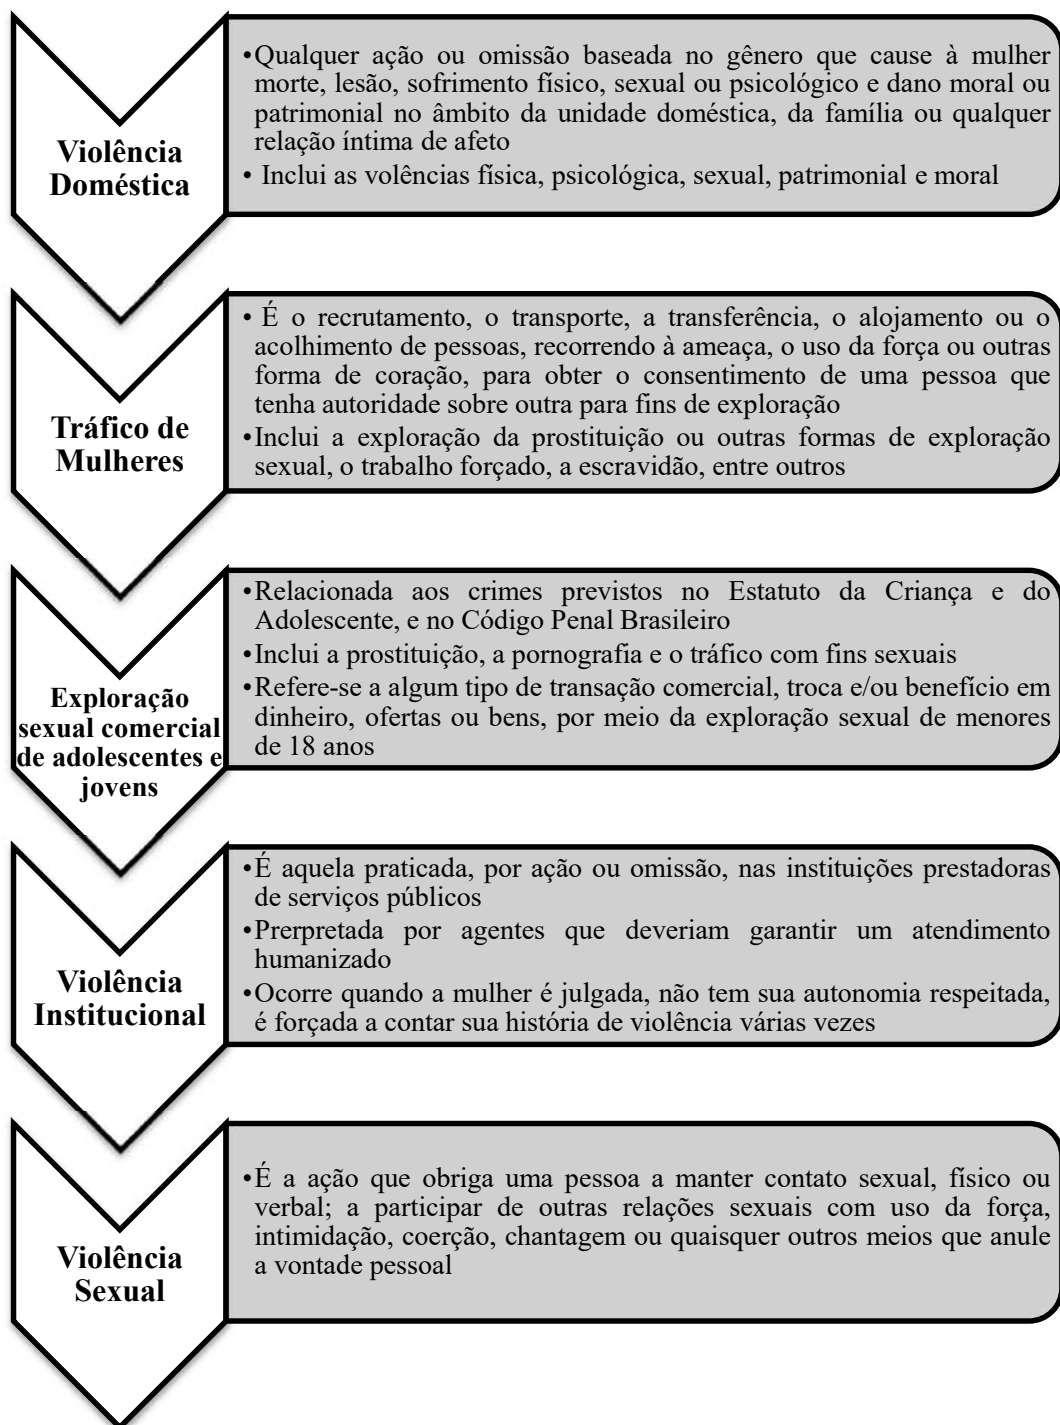 Violência
Doméstica
•Qualquer ação ou omissão baseada no gênero que cause à mulher
morte, lesão, sofrimento físico, sexual ou psicológico e dano moral ou
patrimonial no âmbito da unidade doméstica, da família ou qualquer
relação íntima de afeto
• Inclui as volências física, psicológica, sexual, patrimonial e moral
Tráfico de
Mulheres
• É o recrutamento, o transporte, a transferência, o alojamento ou o
acolhimento de pessoas, recorrendo à ameaça, o uso da força ou outras
forma de coração, para obter o consentimento de uma pessoa que
tenha autoridade sobre outra para fins de exploração
•Inclui a exploração da prostituição ou outras formas de exploração
sexual, o trabalho forçado, a escravidão, entre outros
Exploração
sexual comercial
de adolescentes e
jovens
•Relacionada aos crimes previstos no Estatuto da Criança e do
Adolescente, e no Código Penal Brasileiro
•Inclui a prostituição, a pornografia e o tráfico com fins sexuais
•Refere-se a algum tipo de transação comercial, troca e/ou benefício em
dinheiro, ofertas ou bens, por meio da exploração sexual de menores
de 18 anos
Violência
Institucional
•É aquela praticada, por ação ou omissão, nas instituições prestadoras
de serviços públicos
•Prerpretada por agentes que deveriam garantir um atendimento
humanizado
•Ocorre quando a mulher é julgada, não tem sua autonomia respeitada,
é forçada a contar sua história de violência várias vezes
Violência
Sexual
•É a ação que obriga uma pessoa a manter contato sexual, físico ou
verbal; a participar de outras relações sexuais com uso da força,
intimidação, coerção, chantagem ou quaisquer outros meios que anule
a vontade pessoal